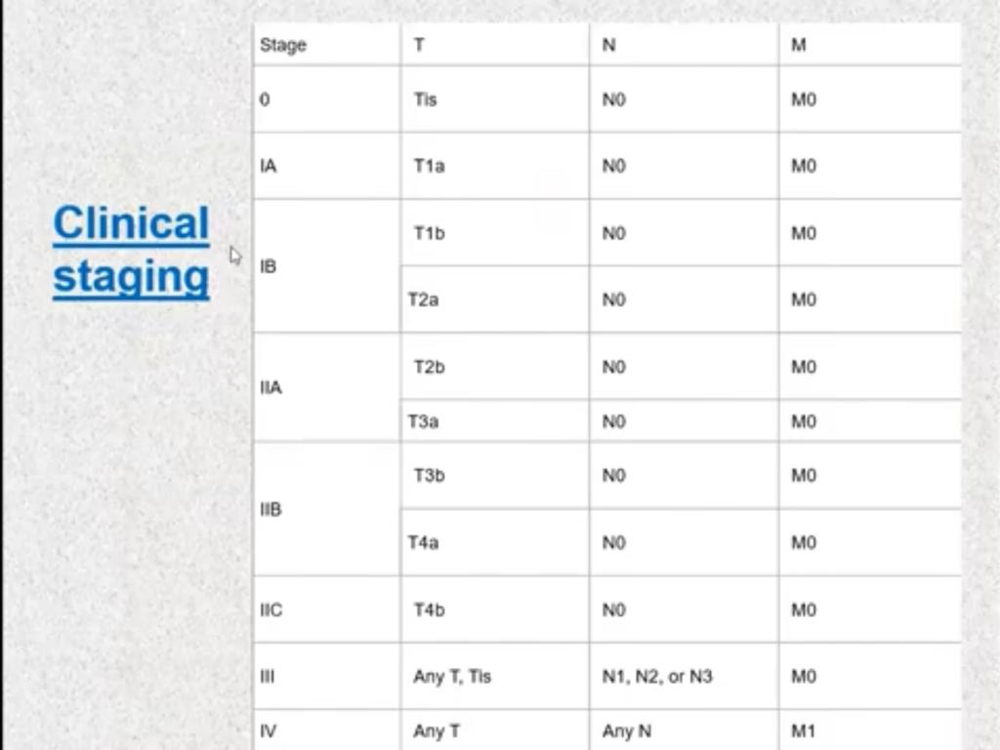 Clinical
staging
Stage T N M
0 Tis N0 M0
IA T1a N0 M0
IB T1b N0 M0
T2a N0 M0
IIA T2b N0 M0
T3a N0 M0
IIB T3b N0 M0
T4a N0 M0
IIC T4b N0 M0
III Any T, Tis N1, N2, or N3 M0
IV Any T Any N M1